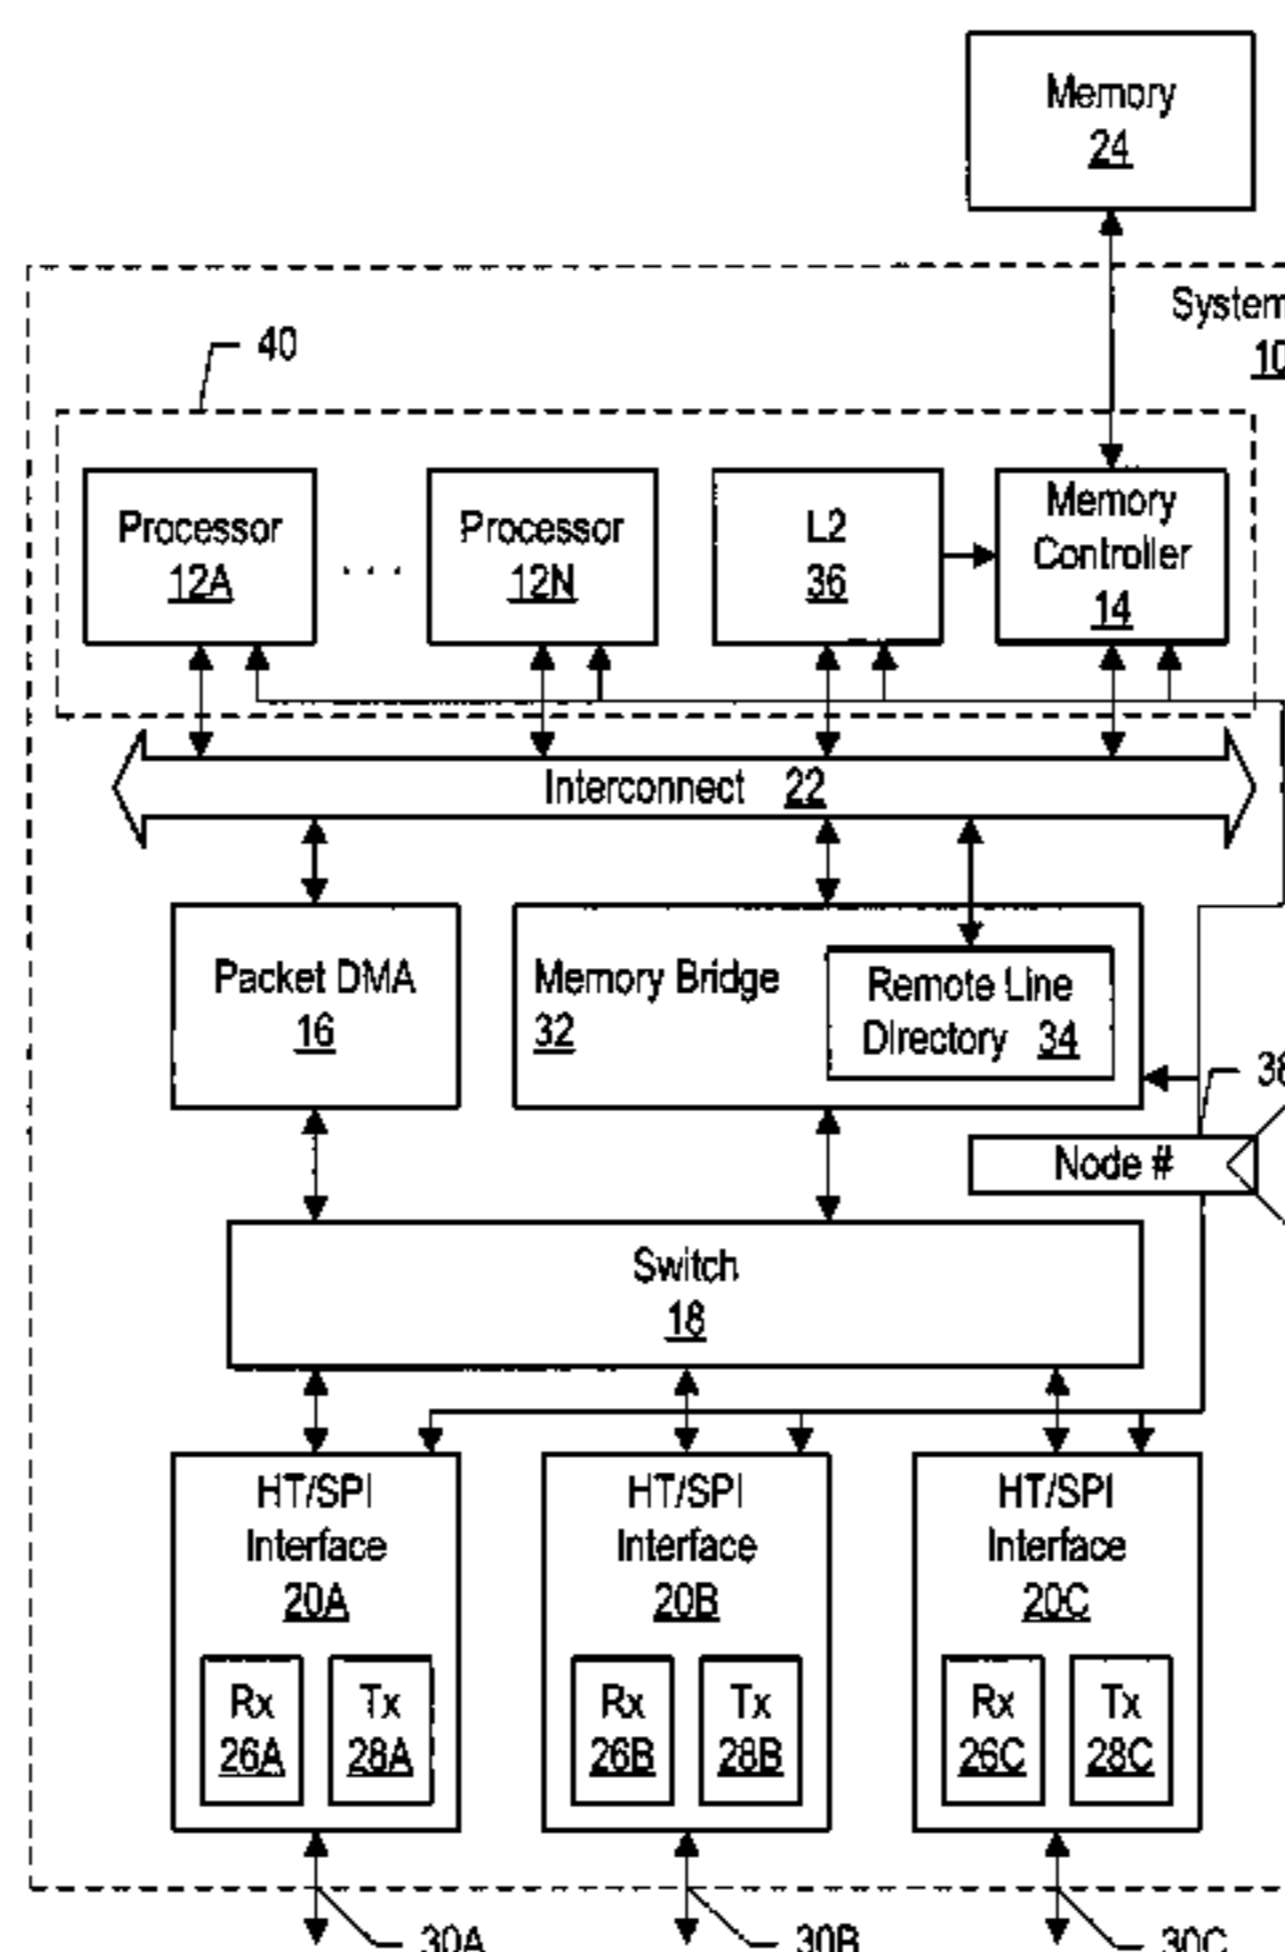 Memory
24
System
10
40
Processor
12A
. . .
Processor
12N
L2
36
Memory
Controller
14
Interconnect 22
Packet DMA
16
Memory Bridge
32
Remote Line
Directory 34
38
Node #
Switch
18
HT/SPI
Interface
20A
Rx
26A
Tx
28A
HT/SPI
Interface
20B
Rx
26B
Tx
28B
HT/SPI
Interface
20C
Rx
26C
Tx
28C
30A
30B
30C